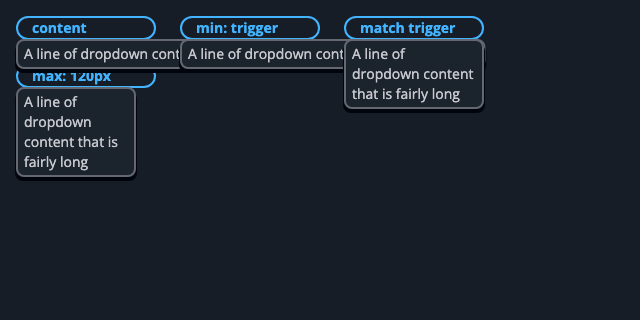 content
min: trigger
match trigger
A line of dropdown cont
A line of dropdown cont
A line of
dropdown content
that is fairly long
max: 120px
A line of
dropdown
content that is
fairly long